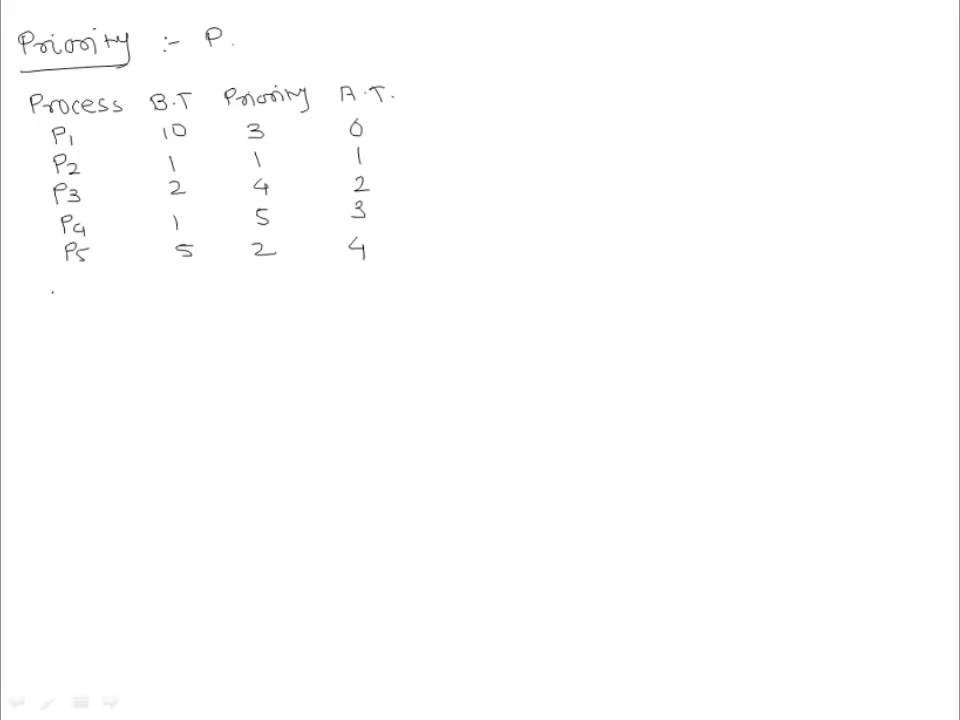 Priority :- P.
Process B.T Priority A.T.
P1 10 3 0
P2 1 1 1
P3 2 4 2
P4 1 5 3
P5 5 2 4